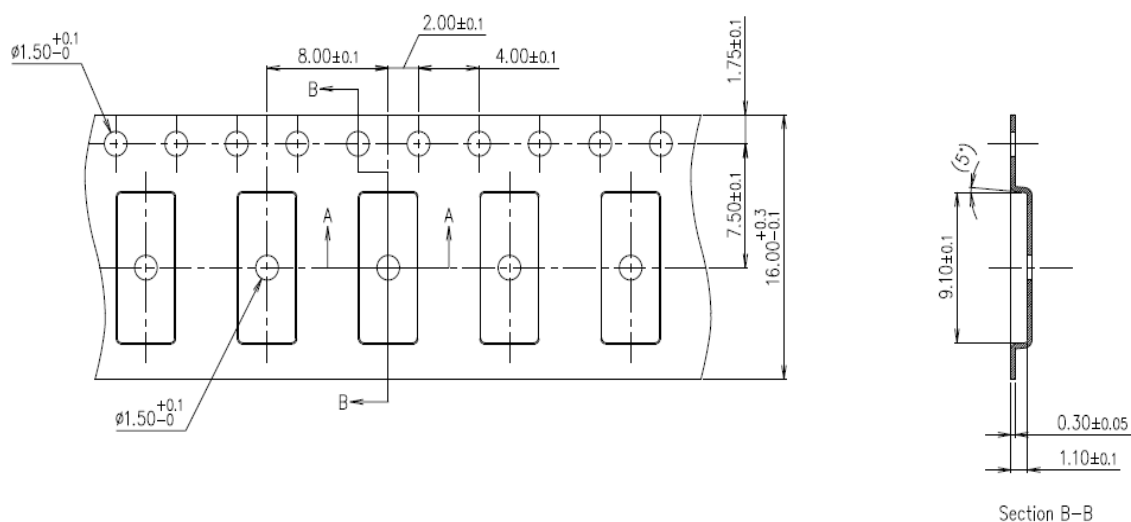 2.00±0.1
ø1.50+0.1-0
8.00±0.1
4.00±0.1
1.75±0.1
B
A
A
7.50±0.1
16.00+0.3-0.1
ø1.50+0.1-0
B
(5°)
9.10±0.1
0.30±0.05
1.10±0.1
Section B-B